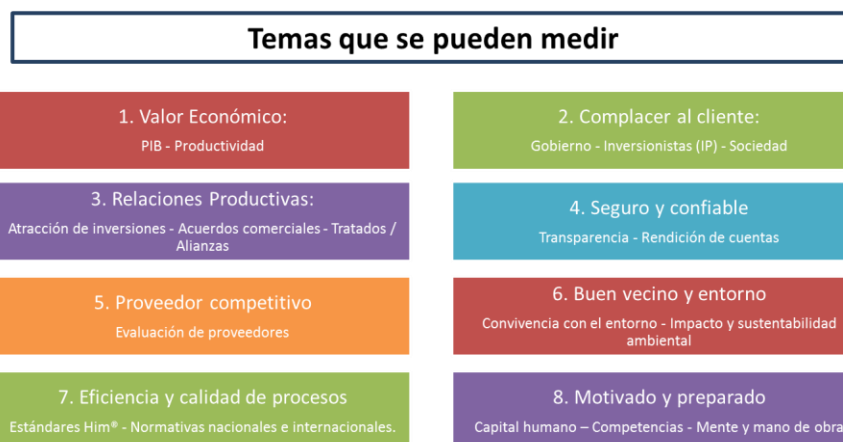 Temas que se pueden medir
1. Valor Económico:
PIB - Productividad
2. Complacer al cliente:
Gobierno - Inversionistas (IP) - Sociedad
3. Relaciones Productivas:
Atracción de inversiones - Acuerdos comerciales - Tratados /
Alianzas
4. Seguro y confiable
Transparencia - Rendición de cuentas
5. Proveedor competitivo
Evaluación de proveedores
6. Buen vecino y entorno
Convivencia con el entorno - Impacto y sustentabilidad
ambiental
7. Eficiencia y calidad de procesos
Estándares Him® - Normativas nacionales e internacionales.
8. Motivado y preparado
Capital humano – Competencias - Mente y mano de obra